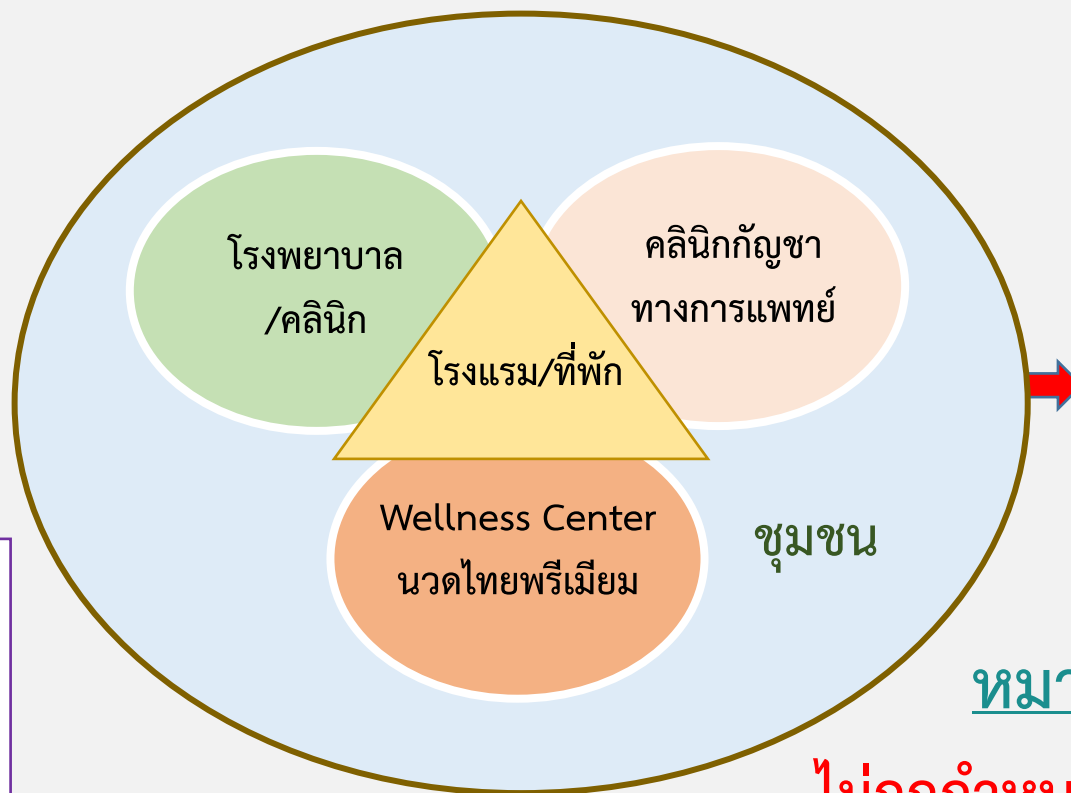 โรงพยาบาล
/คลินิก
คลินิกกัญชา
ทางการแพทย์
โรงแรม/ที่พัก
Wellness Center
นวดไทยพรีเมียม
ชุมชน